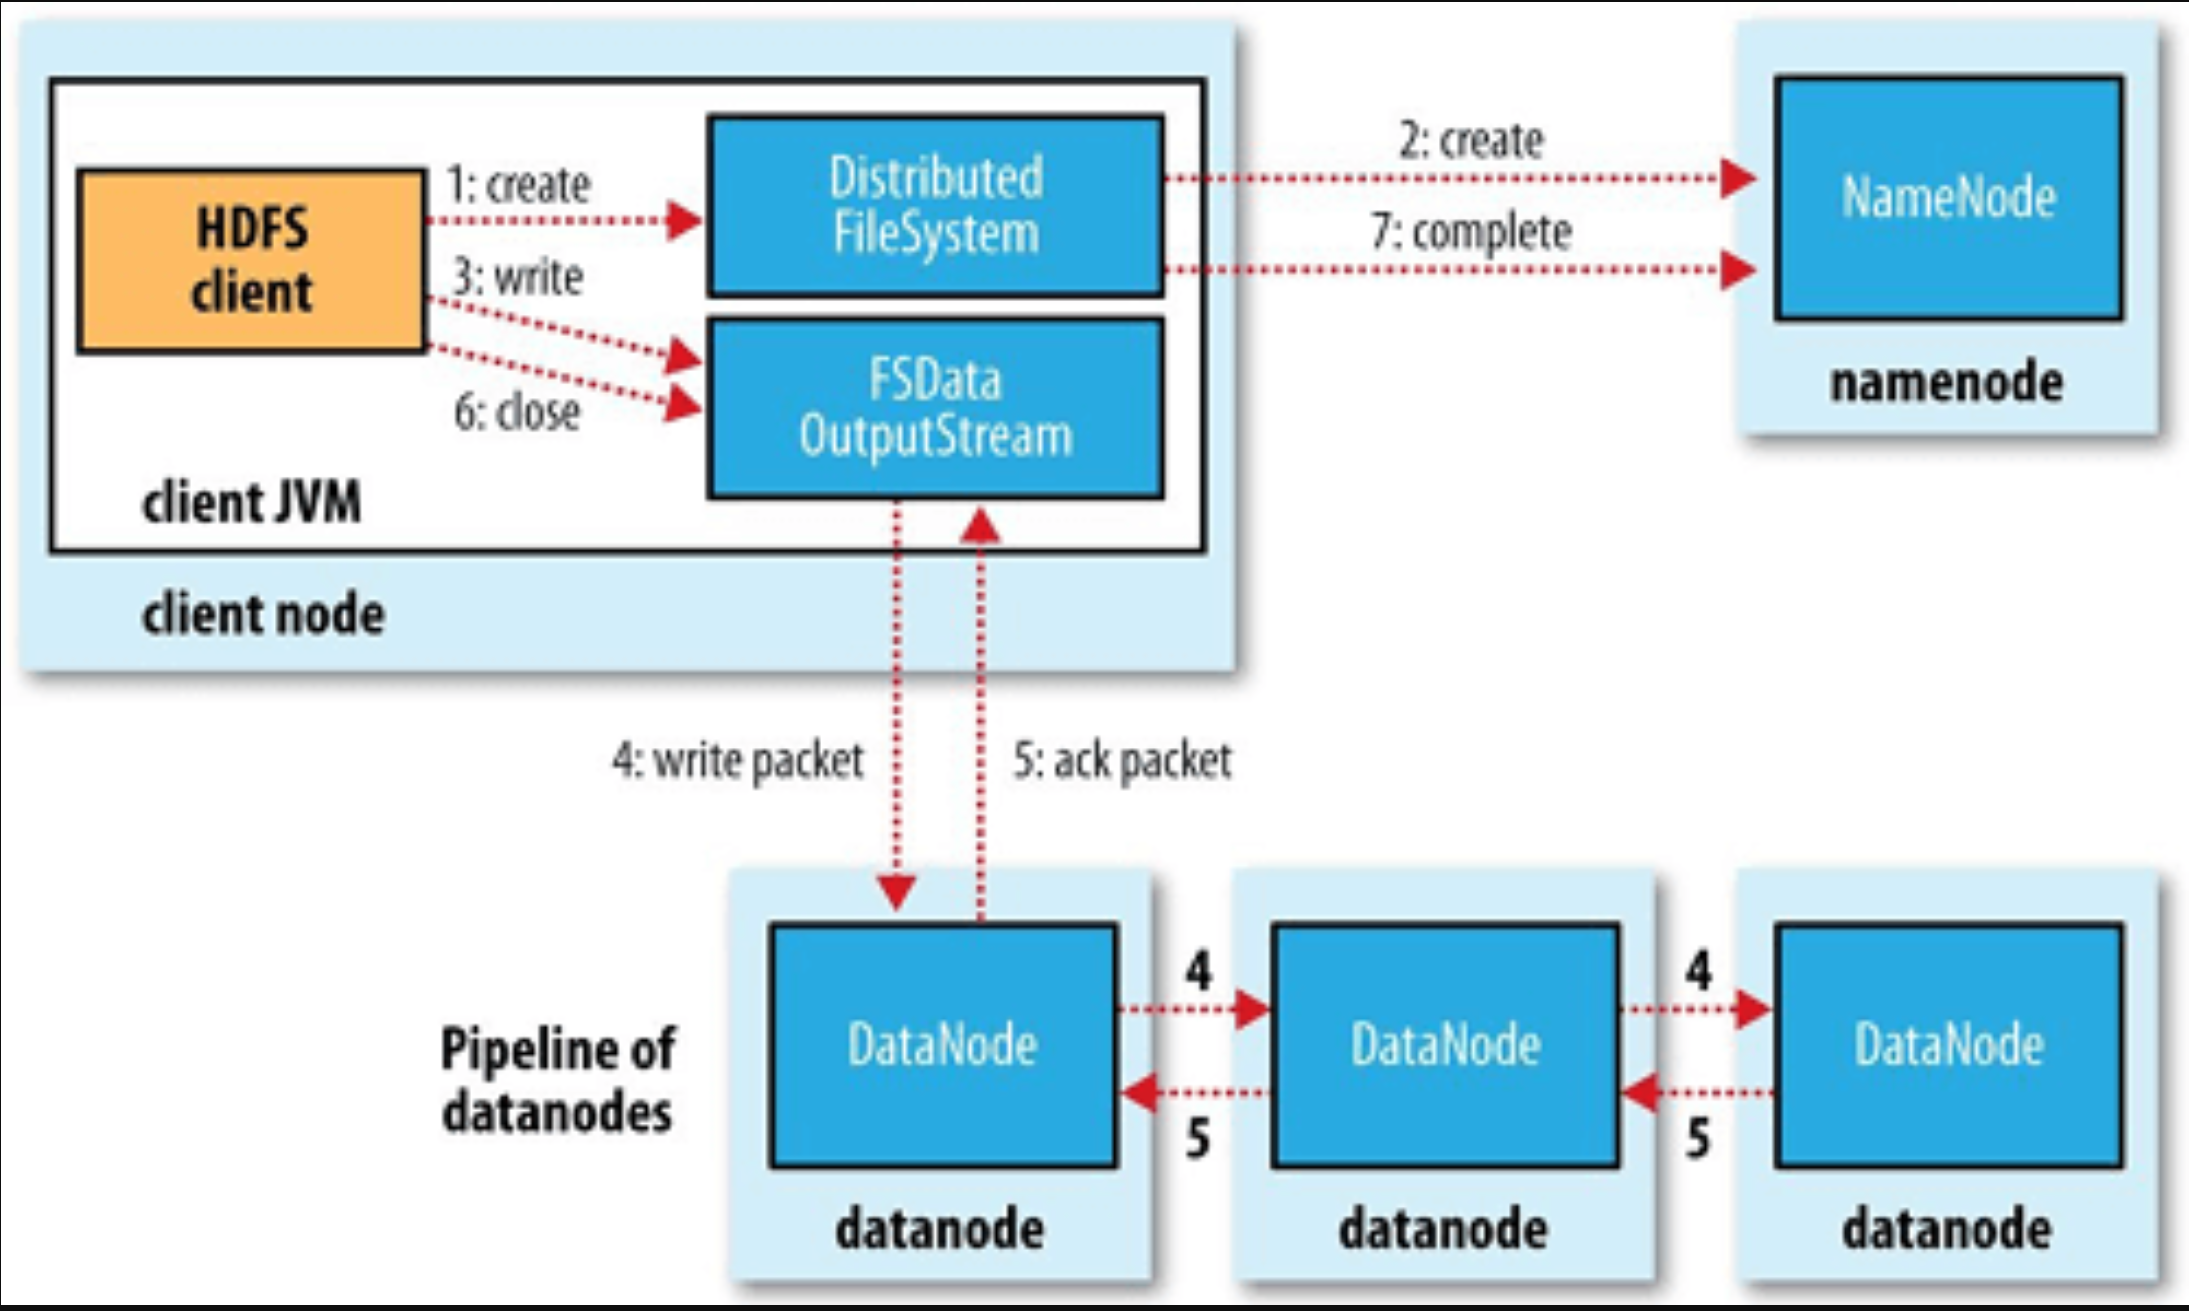 HDFS
client
1: create
3: write
6: close
Distributed
FileSystem
FSData
OutputStream
client JVM
client node
2: create
7: complete
NameNode
namenode
4: write packet
5: ack packet
Pipeline of
datanodes
DataNode
datanode
4
5
DataNode
datanode
4
5
DataNode
datanode